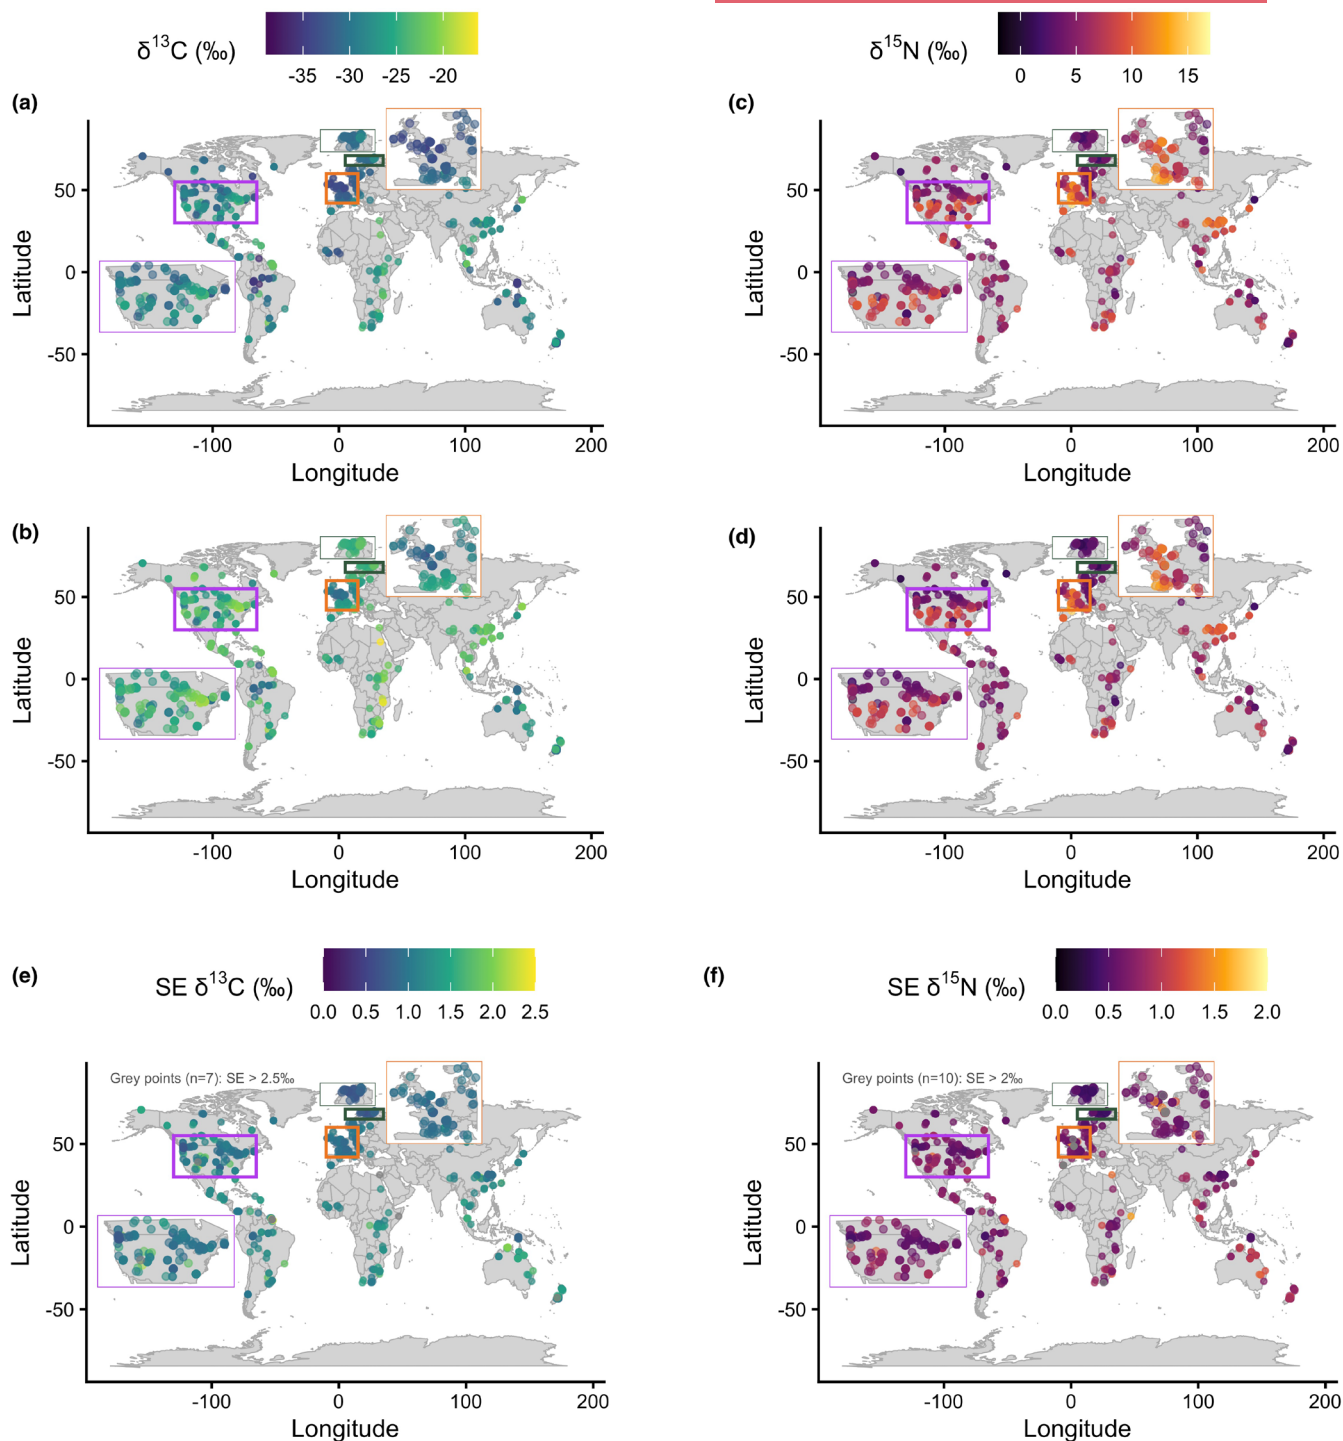 δ¹³C (‰)
-35 -30 -25 -20
δ¹⁵N (‰)
0 5 10 15
(a)
Latitude
50
0
-50
-100 0 100 200
Longitude
(c)
Latitude
50
0
-50
-100 0 100 200
Longitude
(b)
Latitude
50
0
-50
-100 0 100 200
Longitude
(d)
Latitude
50
0
-50
-100 0 100 200
Longitude
(e)
SE δ¹³C (‰)
0.0 0.5 1.0 1.5 2.0 2.5
Grey points (n=7): SE > 2.5‰
Latitude
50
0
-50
-100 0 100 200
Longitude
(f)
SE δ¹⁵N (‰)
0.0 0.5 1.0 1.5 2.0
Grey points (n=10): SE > 2‰
Latitude
50
0
-50
-100 0 100 200
Longitude